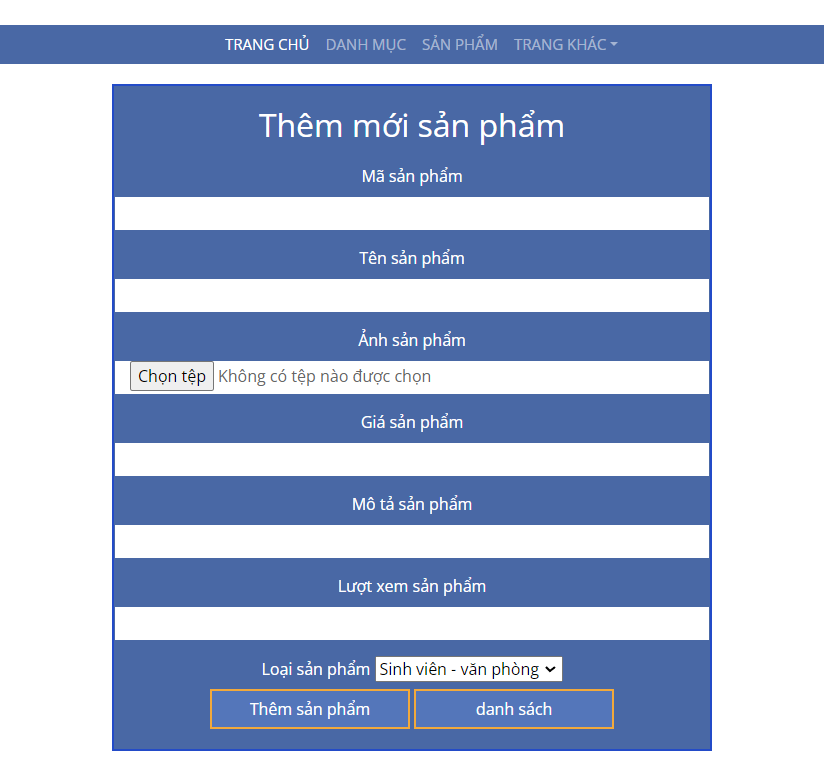 TRANG CHỦ DANH MỤC SẢN PHẨM TRANG KHÁC
Thêm mới sản phẩm
Mã sản phẩm
Tên sản phẩm
Ảnh sản phẩm
Chọn tệp Không có tệp nào được chọn
Giá sản phẩm
Mô tả sản phẩm
Lượt xem sản phẩm
Loại sản phẩm Sinh viên - văn phòng
Thêm sản phẩm danh sách